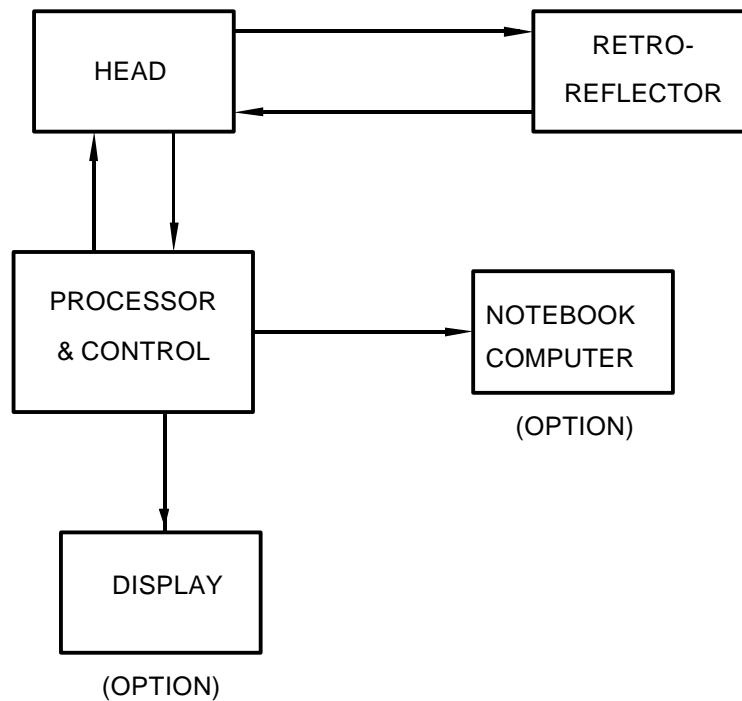 HEAD
RETRO-
REFLECTOR
PROCESSOR
& CONTROL
NOTEBOOK
COMPUTER
(OPTION)
DISPLAY
(OPTION)